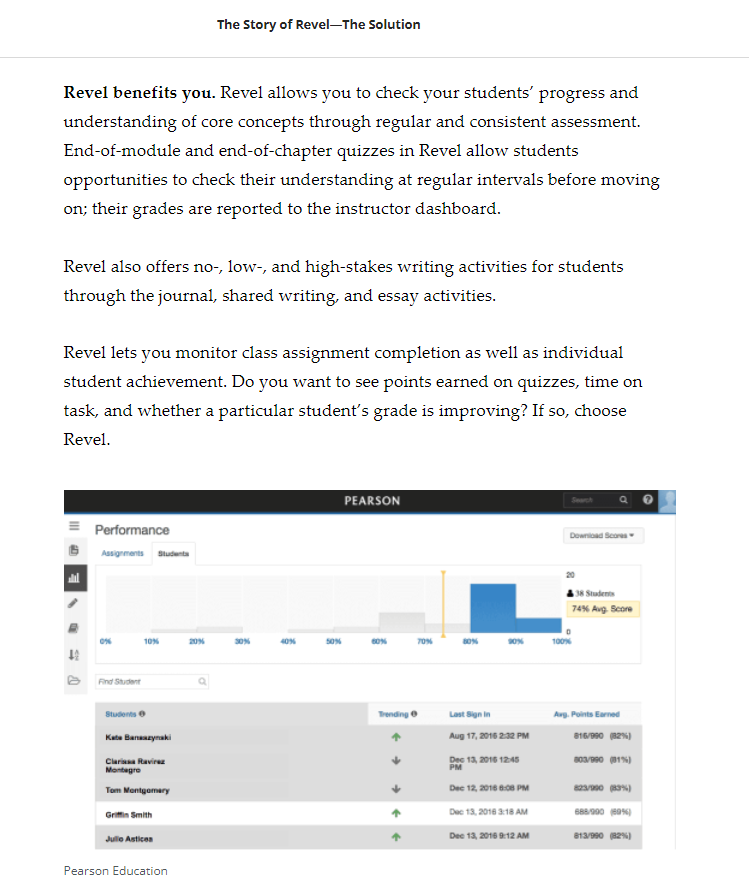 The Story of Revel—The Solution
Revel benefits you. Revel allows you to check your students’ progress and
understanding of core concepts through regular and consistent assessment.
End-of-module and end-of-chapter quizzes in Revel allow students
opportunities to check their understanding at regular intervals before moving
on; their grades are reported to the instructor dashboard.
Revel also offers no-, low-, and high-stakes writing activities for students
through the journal, shared writing, and essay activities.
Revel lets you monitor class assignment completion as well as individual
student achievement. Do you want to see points earned on quizzes, time on
task, and whether a particular student’s grade is improving? If so, choose
Revel.
PEARSON
Search
Performance
Download Scores
Assignments Students
20
38 Students
74% Avg. Score
0
0% 10% 20% 30% 40% 50% 60% 70% 80% 90% 100%
Find Student
Students Trending Last Sign In Avg. Points Earned
Kate Aug 17, 2016 2:32 PM 816/990 (82%)
Clarissa Ravirez Dec 13, 2016 12:45 803/990 (81%)
Montegro PM
Tom Montgomery Dec 12, 2016 6:08 PM 823/990 (83%)
Griffin Smith Dec 13, 2016 3:18 AM 688/990 (69%)
Julio Asticea Dec 13, 2016 9:12 AM 813/990 (82%)
Pearson Education